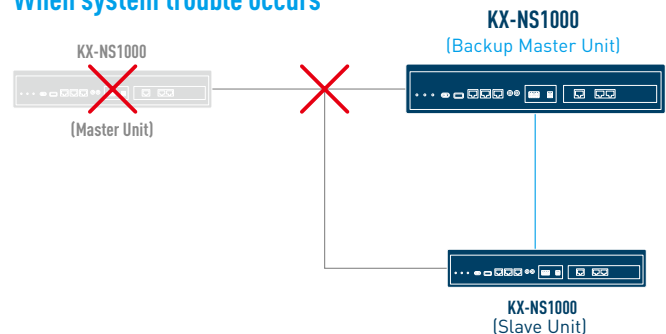 When system trouble occurs
KX-NS1000
(Backup Master Unit)
KX-NS1000
(Master Unit)
KX-NS1000
(Slave Unit)